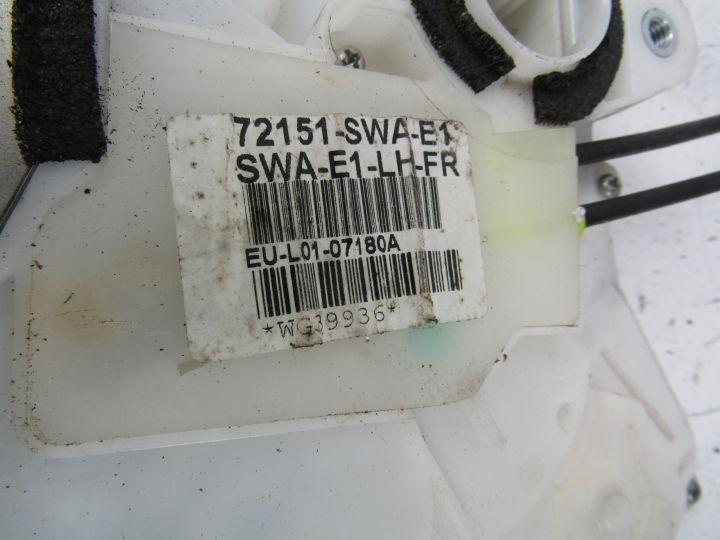 72151-SWA-E1
SWA-E1-LH-FR
EU-L01-07180A
*WG39936*